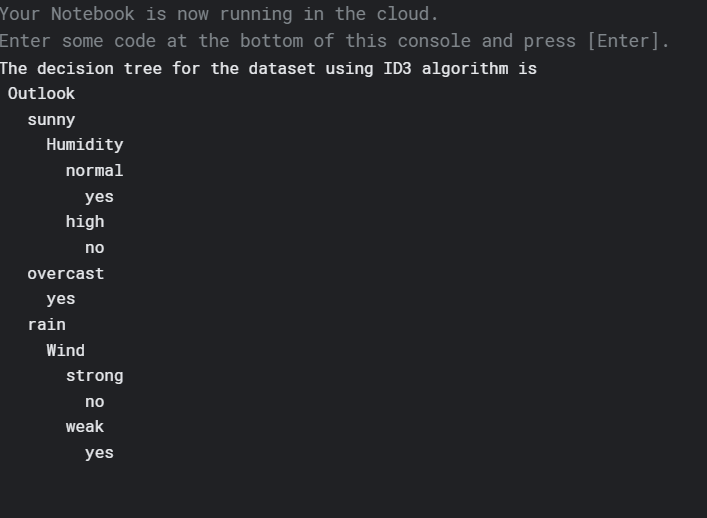 Your Notebook is now running in the cloud.
Enter some code at the bottom of this console and press [Enter].
The decision tree for the dataset using ID3 algorithm is
Outlook
sunny
Humidity
normal
yes
high
no
overcast
yes
rain
Wind
strong
no
weak
yes